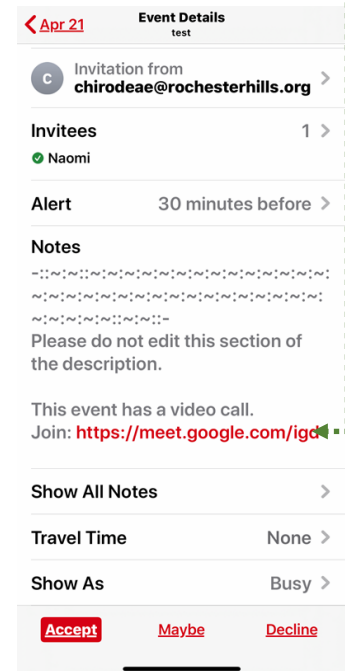 Apr 21
Event Details
test
C
Invitation from
chirodeae@rochesterhills.org
Invitees 1
Naomi
Alert 30 minutes before
Notes
-::~:~::~:~:~:~:~:~:~:~:~:~:~:~:~:
~:~:~:~:~:~:~:~:~:~:~:~:~:~:~:~:~:
~:~:~:~:~::~:~::-
Please do not edit this section of
the description.
This event has a video call.
Join: https://meet.google.com/igd
Show All Notes
Travel Time None
Show As Busy
Accept Maybe Decline